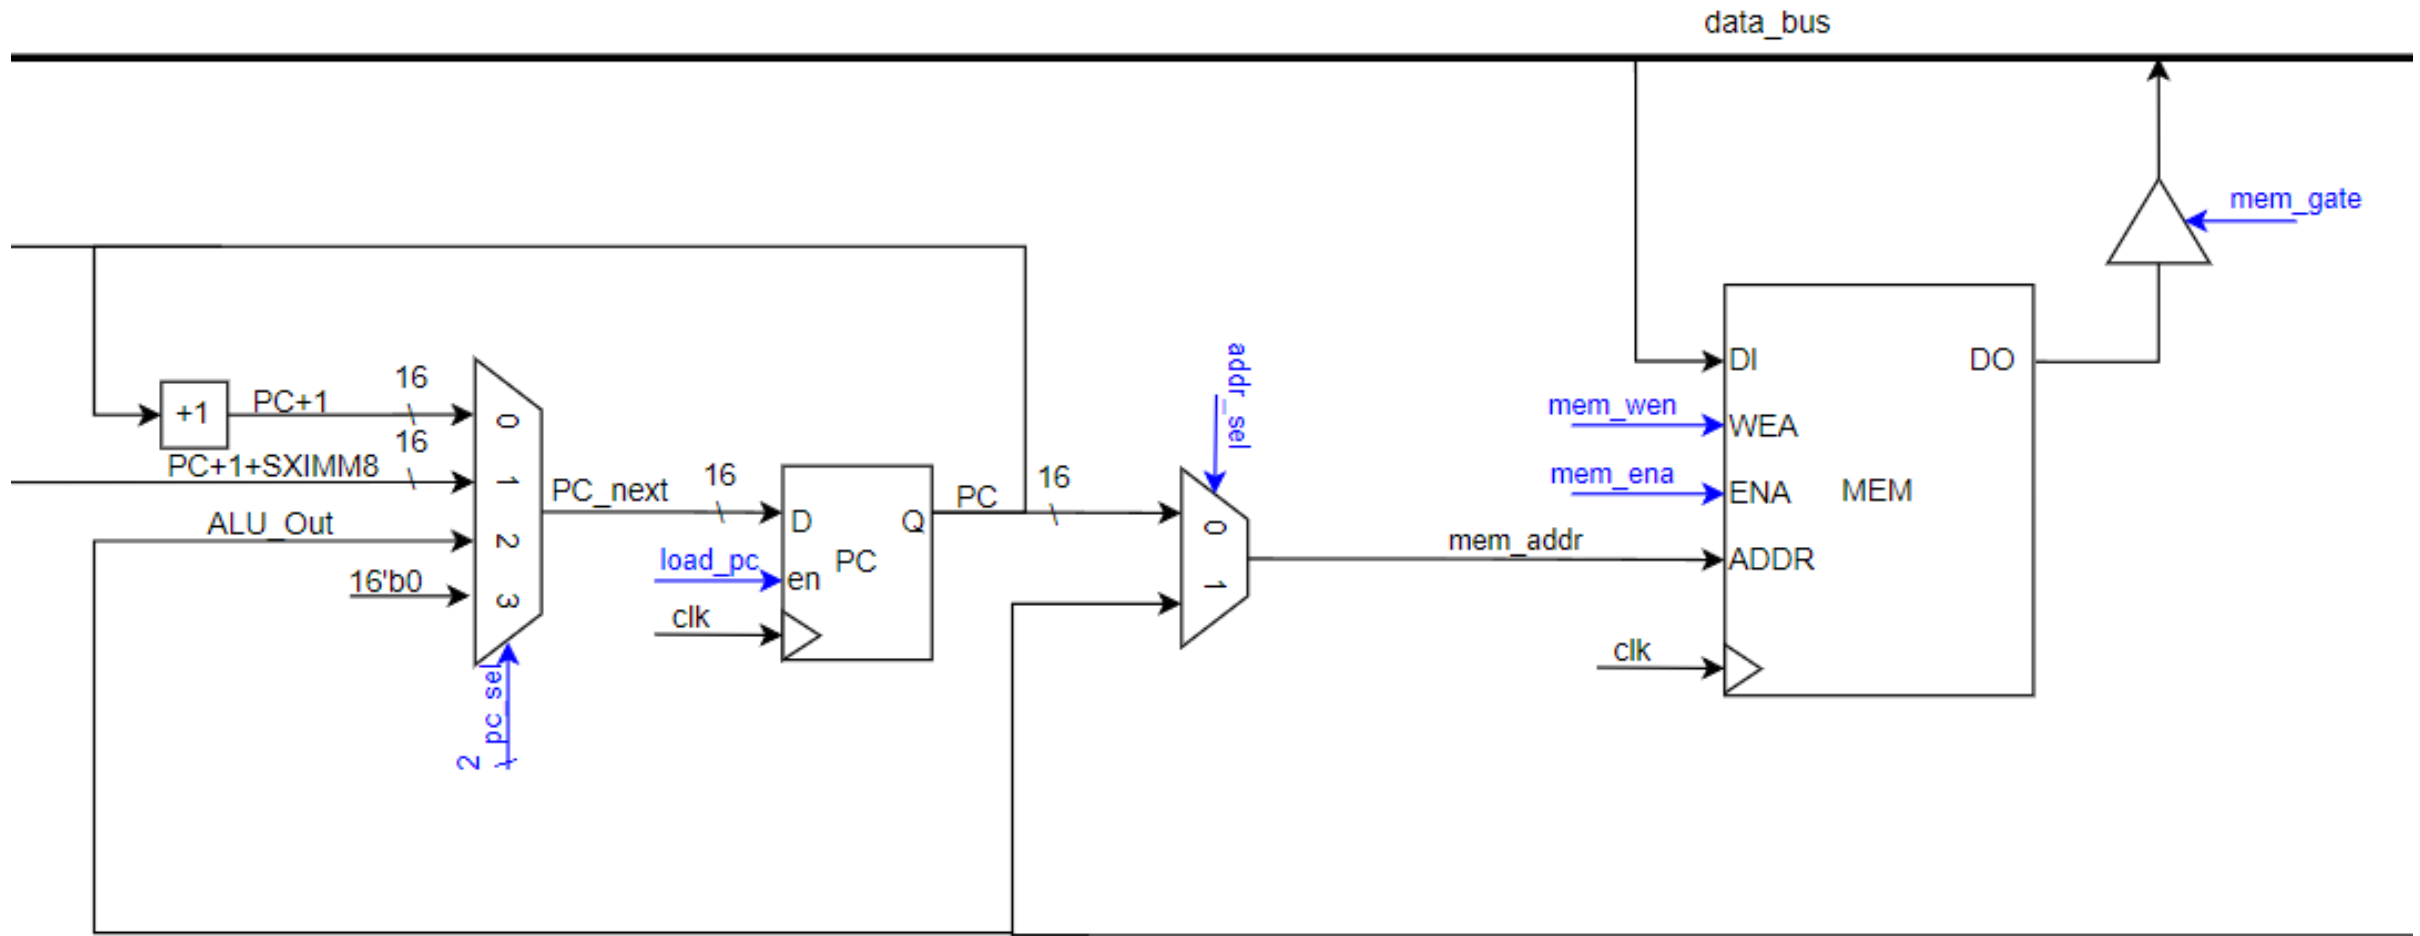 data_bus
mem_gate
16
+1
PC+1
0
16
PC+1+SXIMM8
1
ALU_Out
2
16'b0
3
pc_sel
2
PC_next
16
D
Q
PC
load_pc
en
clk
PC
16
addr_sel
0
1
mem_addr
DI
DO
mem_wen
WEA
mem_ena
ENA
MEM
ADDR
clk